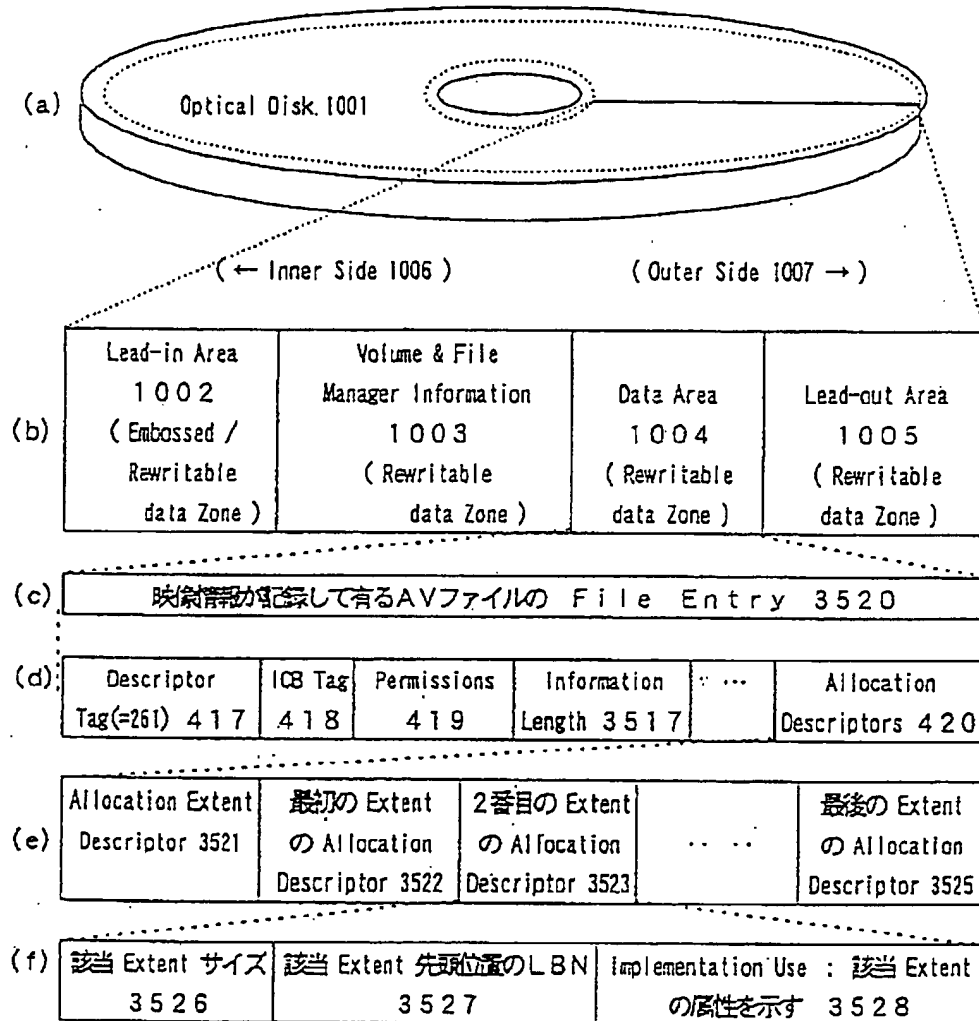 (a)
Optical Disk 1001
( ← Inner Side 1006 )
( Outer Side 1007 → )
(b)
Lead-in Area
1002
( Embossed /
Rewritable
data Zone )
Volume & File
Manager Information
1003
( Rewritable
data Zone )
Data Area
1004
( Rewritable
data Zone )
Lead-out Area
1005
( Rewritable
data Zone )
(c)
映像情報が記録して有るAVファイルの File Entry 3520
(d)
Descriptor
Tag(=261) 417
ICB Tag
418
Permissions
419
Information
Length 3517
...
Allocation
Descriptors 420
(e)
Allocation Extent
Descriptor 3521
最初の Extent
の Allocation
Descriptor 3522
2番目の Extent
の Allocation
Descriptor 3523
.. ..
最後の Extent
の Allocation
Descriptor 3525
(f)
該当 Extent サイズ
3526
該当 Extent 先頭位置のLBN
3527
Implementation Use : 該当 Extent
の属性を示す 3528